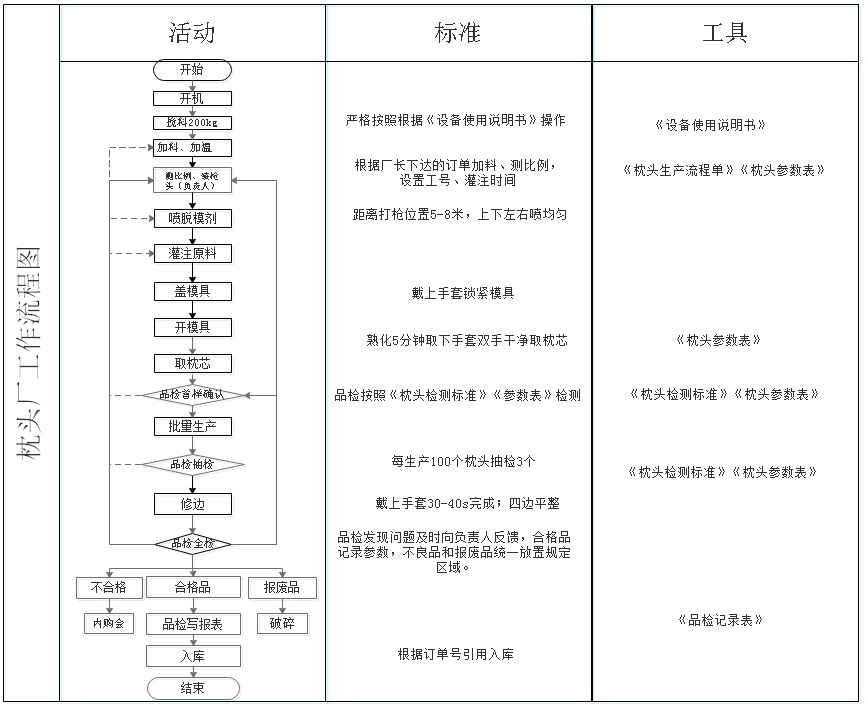 枕头厂工作流程图
活动
标准
工具
开始
开机
搅料200kg
严格按照根据《设备使用说明书》操作
《设备使用说明书》
加料、加温
测比例、装枪
头（负责人）
根据厂长下达的订单加料、测比例，
设置工号、灌注时间
《枕头生产流程单》《枕头参数表》
喷脱模剂
距离打枪位置5-8米，上下左右喷均匀
灌注原料
盖模具
戴上手套锁紧模具
开模具
熟化5分钟取下手套双手干净取枕芯
《枕头参数表》
取枕芯
品检首样确认
品检按照《枕头检测标准》《参数表》检测
《枕头检测标准》《枕头参数表》
批量生产
品检抽检
每生产100个枕头抽检3个
《枕头检测标准》《枕头参数表》
修边
戴上手套30-40s完成；四边平整
品检全检
品检发现问题及时向负责人反馈，合格品
记录参数，不良品和报废品统一放置规定
区域。
不合格
合格品
报废品
内购会
品检写报表
破碎
《品检记录表》
入库
根据订单号引用入库
结束